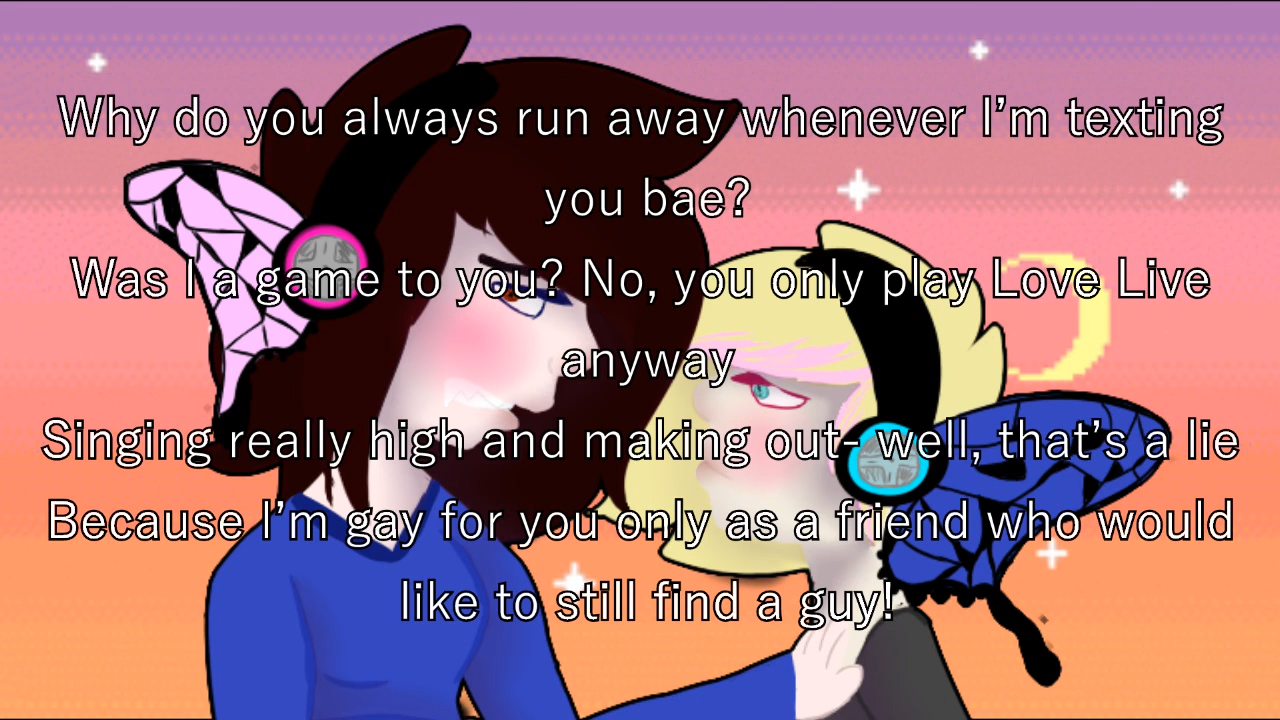 Why do you always run away whenever I'm texting
you bae?
Was I a game to you? No, you only play Love Live
anyway
Singing really high and making out- well, that's a lie
Because I'm gay for you only as a friend who would
like to still find a guy!